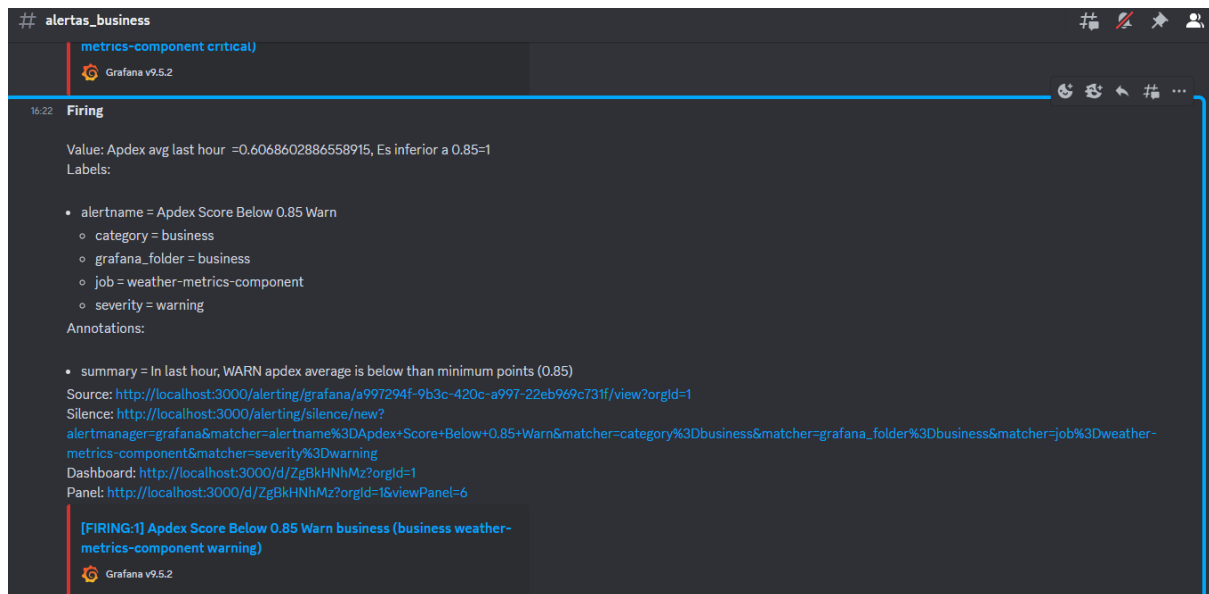 # alertas_business
metrics-component critical)
Grafana v9.5.2
16:22 Firing
Value: Apdex avg last hour =0.6068602886558915, Es inferior a 0.85=1
Labels:
• alertname = Apdex Score Below 0.85 Warn
◦ category = business
◦ grafana_folder = business
◦ job = weather-metrics-component
◦ severity = warning
Annotations:
• summary = In last hour, WARN apdex average is below than minimum points (0.85)
Source: http://localhost:3000/alerting/grafana/a997294f-9b3c-420c-a997-22eb969c731f/view?orgId=1
Silence: http://localhost:3000/alerting/silence/new?
alertmanager=grafana&matcher=alertname%3DApdex+Score+Below+0.85+Warn&matcher=category%3Dbusiness&matcher=grafana_folder%3Dbusiness&matcher=job%3Dweather-
metrics-component&matcher=severity%3Dwarning
Dashboard: http://localhost:3000/d/ZgBkHNhMz?orgId=1
Panel: http://localhost:3000/d/ZgBkHNhMz?orgId=1&viewPanel=6
[FIRING:1] Apdex Score Below 0.85 Warn business (business weather-
metrics-component warning)
Grafana v9.5.2